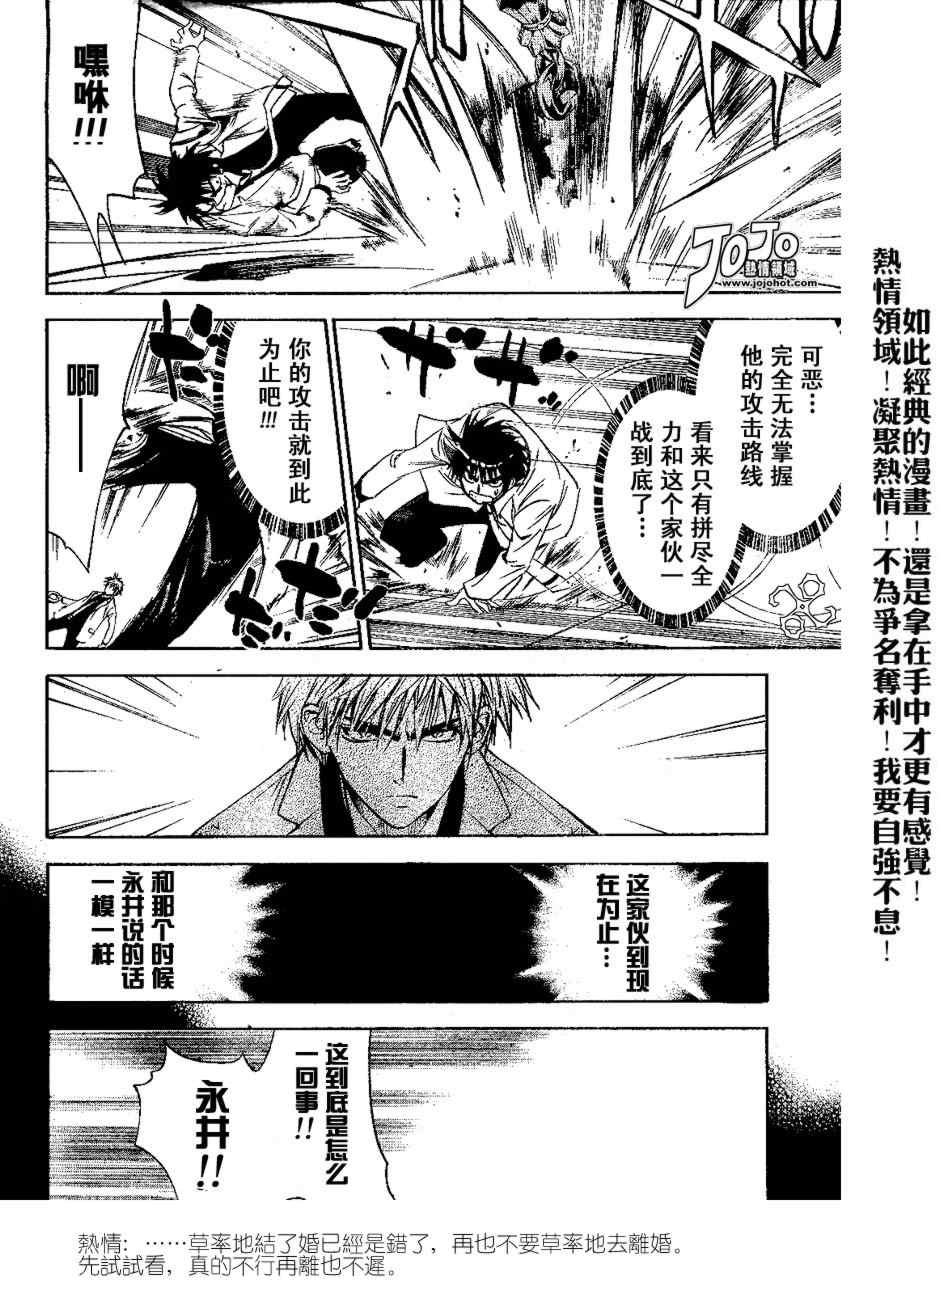 嘿咻!!!
JOJO
熱情領域
www.jojohot.com
可恶…
完全无法掌握
他的攻击路线
看来只有拼尽全
力和这个家伙一
战到底了…
你的攻击就到此
为止吧!!!
啊——
这家伙到现
在为止…
和那个时候
永井说的话
一模一样
这到底是怎么
一回事!!
永井!!
如此經典的漫畫！還是拿在手中才更有感覺！
熱情領域！凝聚熱情！不為爭名奪利！我要自強不息！
熱情：……草率地結了婚已經是錯了，再也不要草率地去離婚。
先試試看，真的不行再離也不遲。